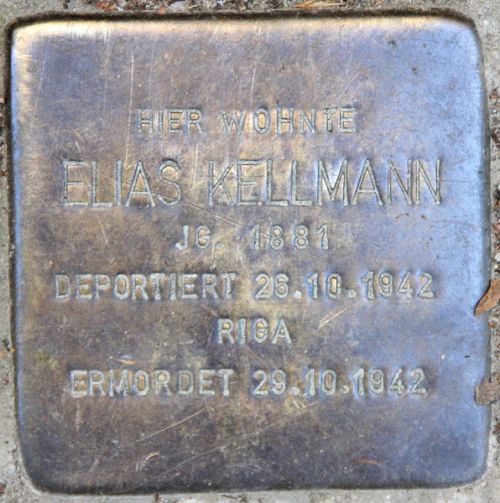 HIER WOHNTE
ELIAS KELLMANN
JG. 1881
DEPORTIERT 26.10.1942
RIGA
ERMORDET 29.10.1942